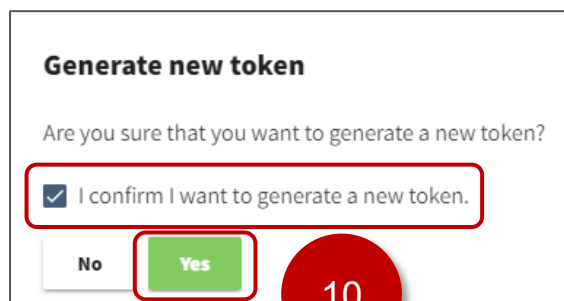 Generate new token
Are you sure that you want to generate a new token?
I confirm I want to generate a new token.
No Yes
10